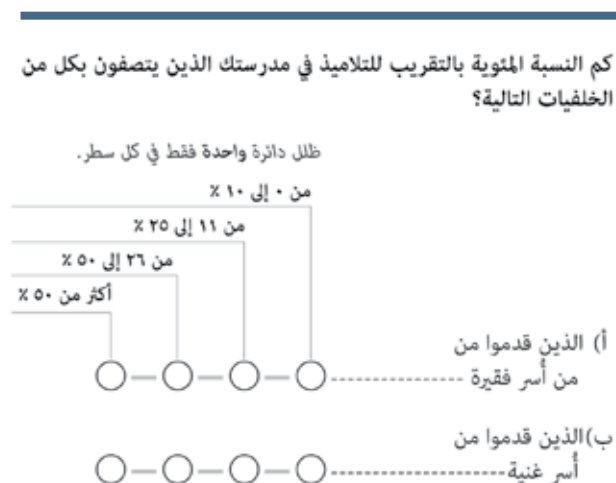 كم النسبة المئوية بالتقريب للتلاميذ في مدرستك الذين يتصفون بكل من
الخلفيات التالية؟
ظلل دائرة واحدة فقط في كل سطر.
من ٠ إلى ١٠ ٪
من ١١ إلى ٢٥ ٪
من ٢٦ إلى ٥٠ ٪
أكثر من ٥٠ ٪
أ) الذين قدموا من
من أسر فقيرة
ب)الذين قدموا من
أُسر غنية